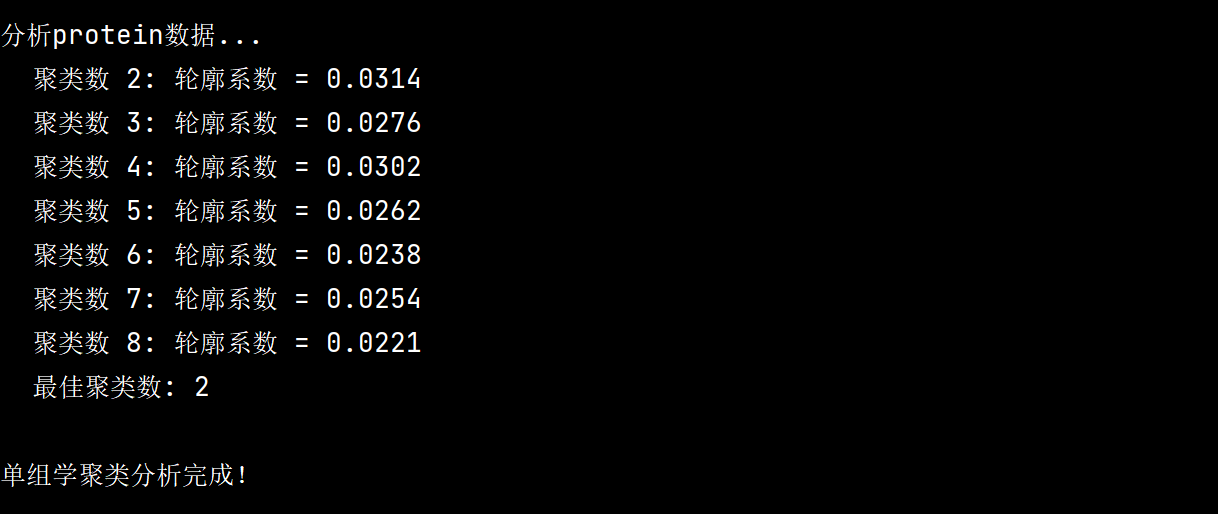 分析protein数据...
聚类数 2: 轮廓系数 = 0.0314
聚类数 3: 轮廓系数 = 0.0276
聚类数 4: 轮廓系数 = 0.0302
聚类数 5: 轮廓系数 = 0.0262
聚类数 6: 轮廓系数 = 0.0238
聚类数 7: 轮廓系数 = 0.0254
聚类数 8: 轮廓系数 = 0.0221
最佳聚类数: 2
单组学聚类分析完成!